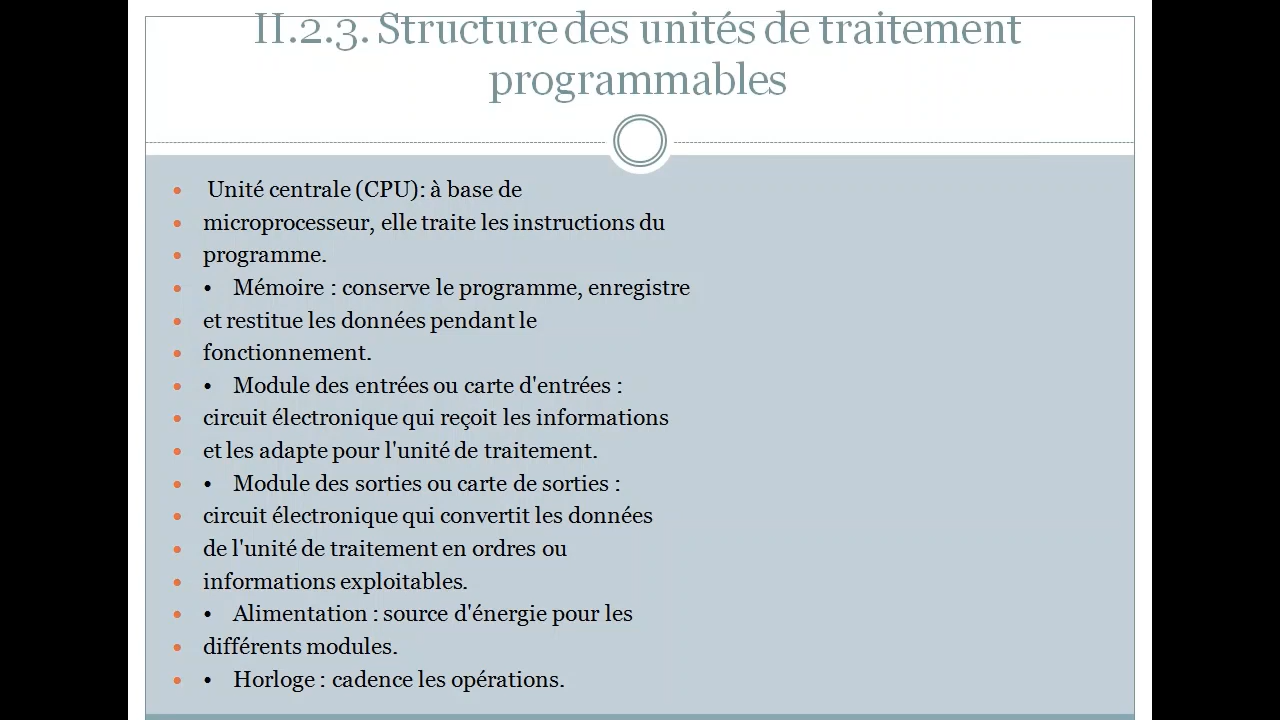 II.2.3. Structure des unités de traitement
programmables
• Unité centrale (CPU): à base de
• microprocesseur, elle traite les instructions du
• programme.
• • Mémoire : conserve le programme, enregistre
• et restitue les données pendant le
• fonctionnement.
• • Module des entrées ou carte d'entrées :
• circuit électronique qui reçoit les informations
• et les adapte pour l'unité de traitement.
• • Module des sorties ou carte de sorties :
• circuit électronique qui convertit les données
• de l'unité de traitement en ordres ou
• informations exploitables.
• • Alimentation : source d'énergie pour les
• différents modules.
• • Horloge : cadence les opérations.